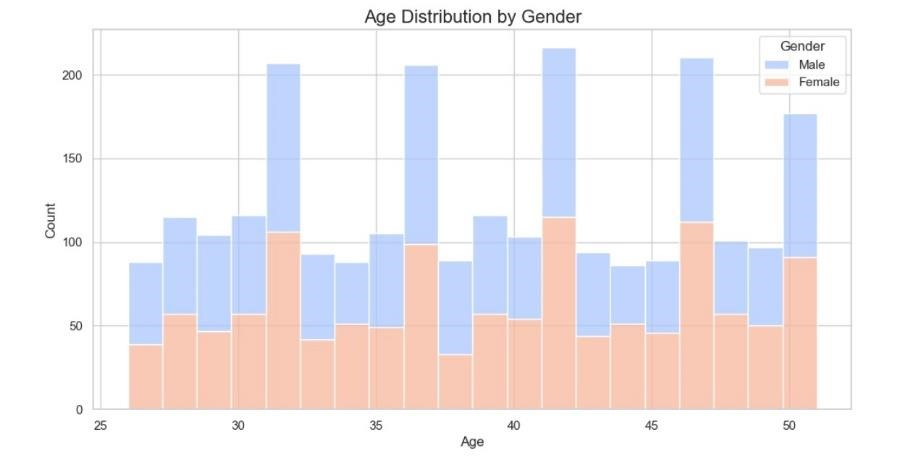 Age Distribution by Gender
Gender
Male
Female
200
150
100
50
0
Count
25 30 35 40 45 50
Age